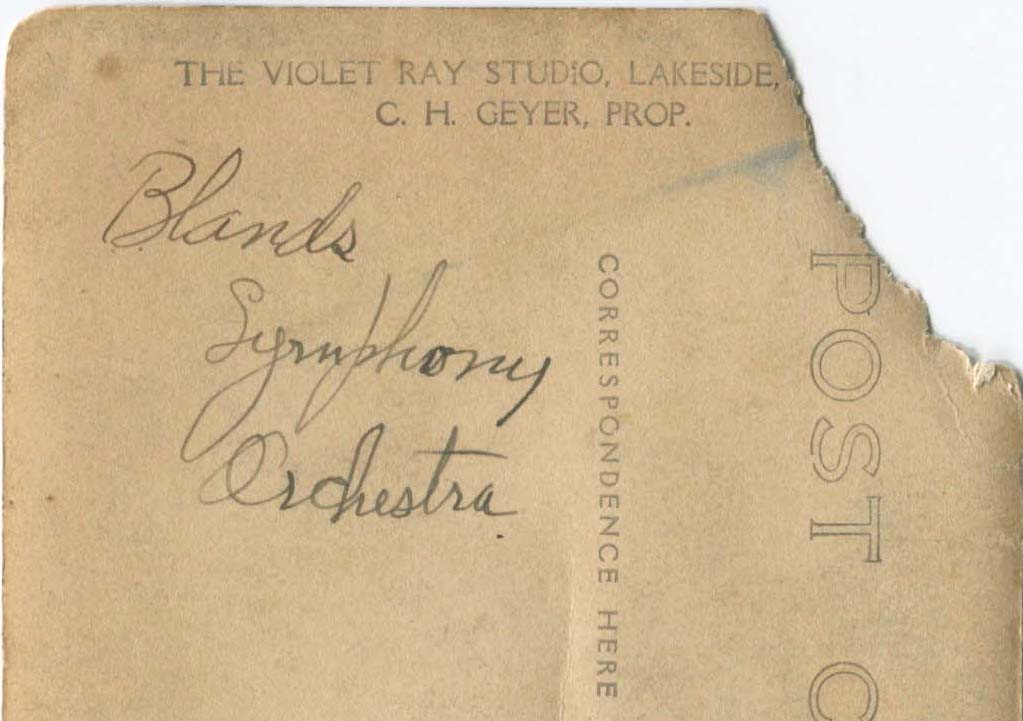 THE VIOLET RAY STUDIO, LAKESIDE,
C. H. GEYER, PROP.
Blands
Symphony
Orchestra
CORRESPONDENCE HERE
POST C